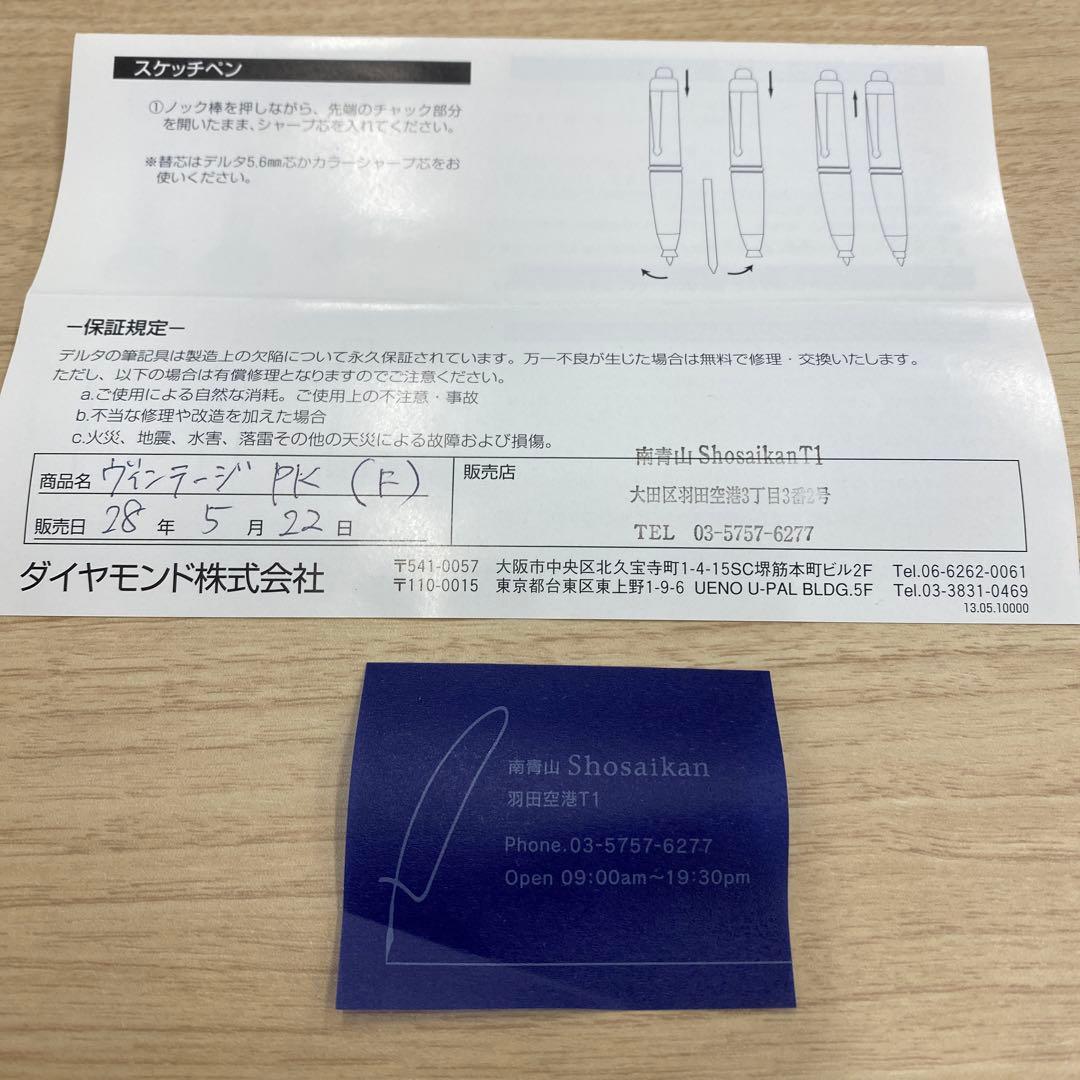 スケッチペン
①ノック棒を押しながら、先端のチャック部分
を開いたまま、シャープ芯を入れてください。
※替芯はデルタ5.6mm芯かカラーシャープ芯をお
使いください。
ー保証規定ー
デルタの筆記具は製造上の欠陥について永久保証されています。万一不良が生じた場合は無料で修理・交換いたします。
ただし、以下の場合は有償修理となりますのでご注意ください。
a.ご使用による自然な消耗。ご使用上の不注意・事故
b.不当な修理や改造を加えた場合
c.火災、地震、水害、落雷その他の天災による故障および損傷。
商品名 ヴィンテージ PK (F)
販売日 28 年 5 月 22 日
販売店
南青山 ShosaikanT1
大田区羽田空港3丁目3番2号
TEL 03-5757-6277
ダイヤモンド株式会社
〒541-0057 大阪市中央区北久宝寺町1-4-15SC堺筋本町ビル2F Tel.06-6262-0061
〒110-0015 東京都台東区東上野1-9-6 UENO U-PAL BLDG.5F Tel.03-3831-0469
13.05.10000
南青山 Shosaikan
羽田空港T1
Phone.03-5757-6277
Open 09:00am〜19:30pm